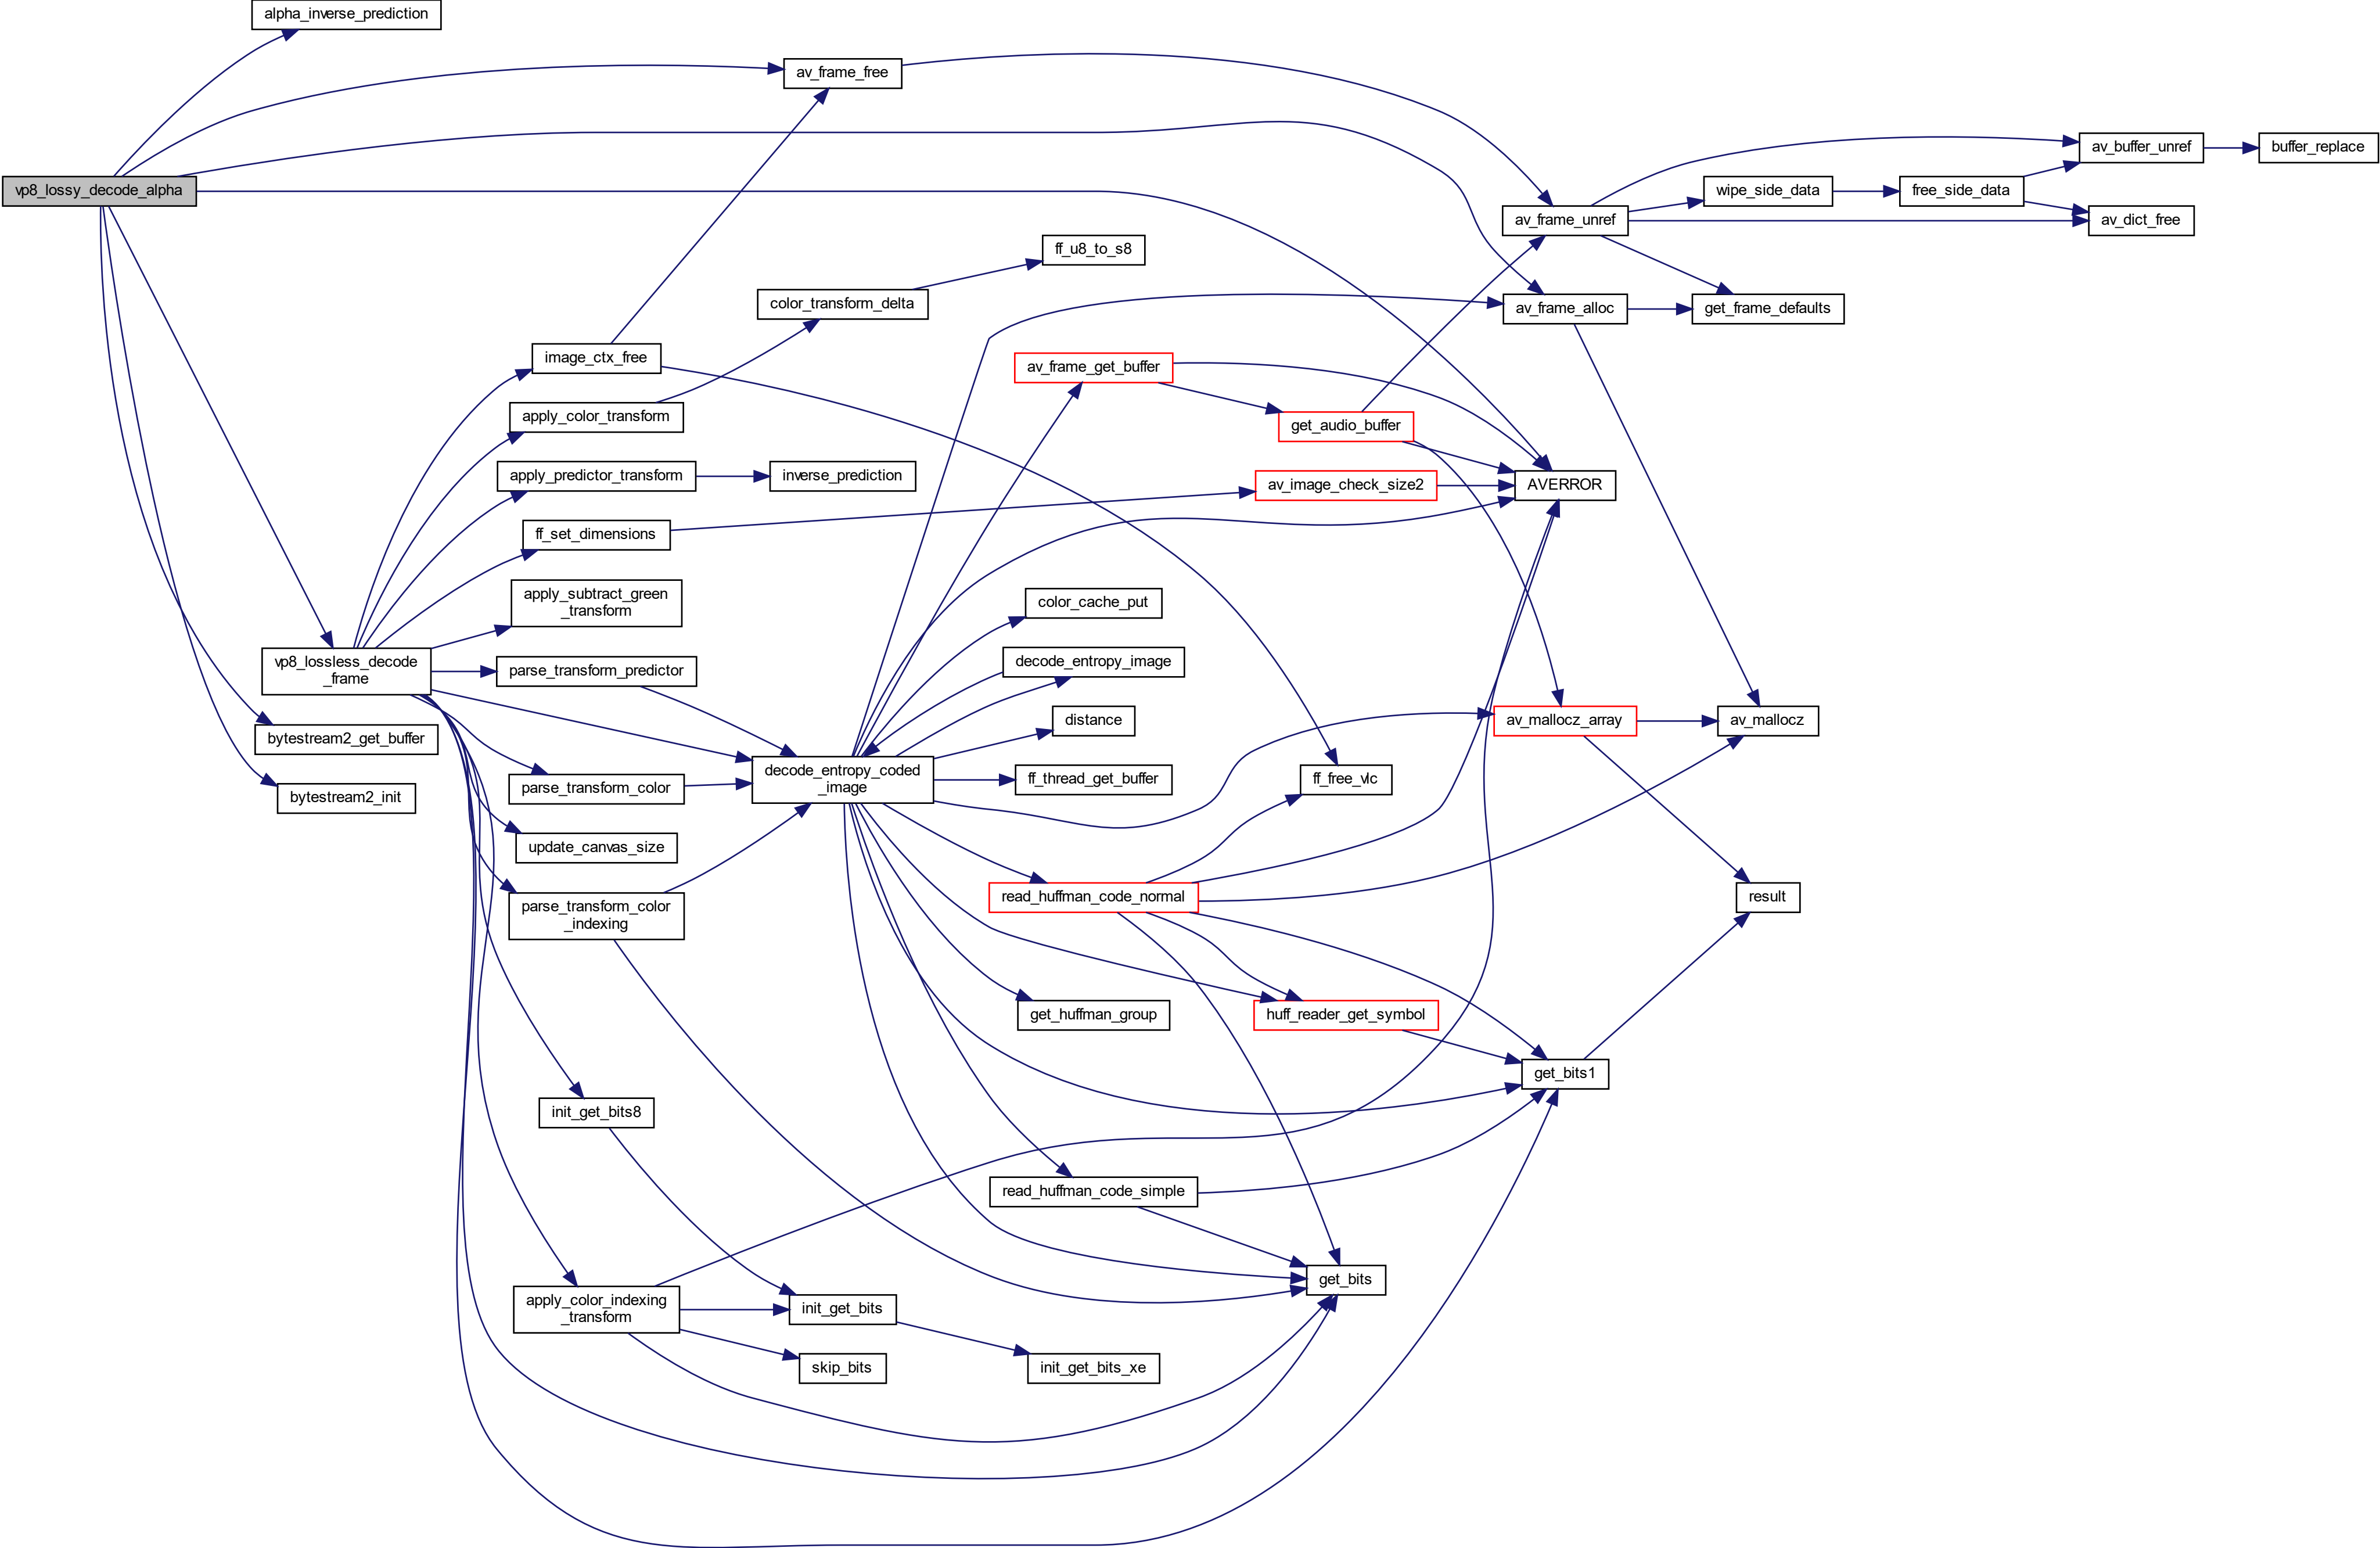 alpha_inverse_prediction
av_frame_free
vp8_lossy_decode_alpha
av_buffer_unref
buffer_replace
wipe_side_data
free_side_data
av_frame_unref
av_dict_free
ff_u8_to_s8
color_transform_delta
av_frame_alloc
get_frame_defaults
image_ctx_free
av_frame_get_buffer
apply_color_transform
get_audio_buffer
apply_predictor_transform
inverse_prediction
av_image_check_size2
AVERROR
ff_set_dimensions
apply_subtract_green
_transform
color_cache_put
vp8_lossless_decode
_frame
parse_transform_predictor
decode_entropy_image
distance
av_mallocz_array
av_mallocz
bytestream2_get_buffer
decode_entropy_coded
_image
ff_thread_get_buffer
ff_free_vlc
parse_transform_color
bytestream2_init
update_canvas_size
read_huffman_code_normal
result
parse_transform_color
_indexing
get_huffman_group
huff_reader_get_symbol
get_bits1
init_get_bits8
read_huffman_code_simple
get_bits
apply_color_indexing
_transform
init_get_bits
skip_bits
init_get_bits_xe